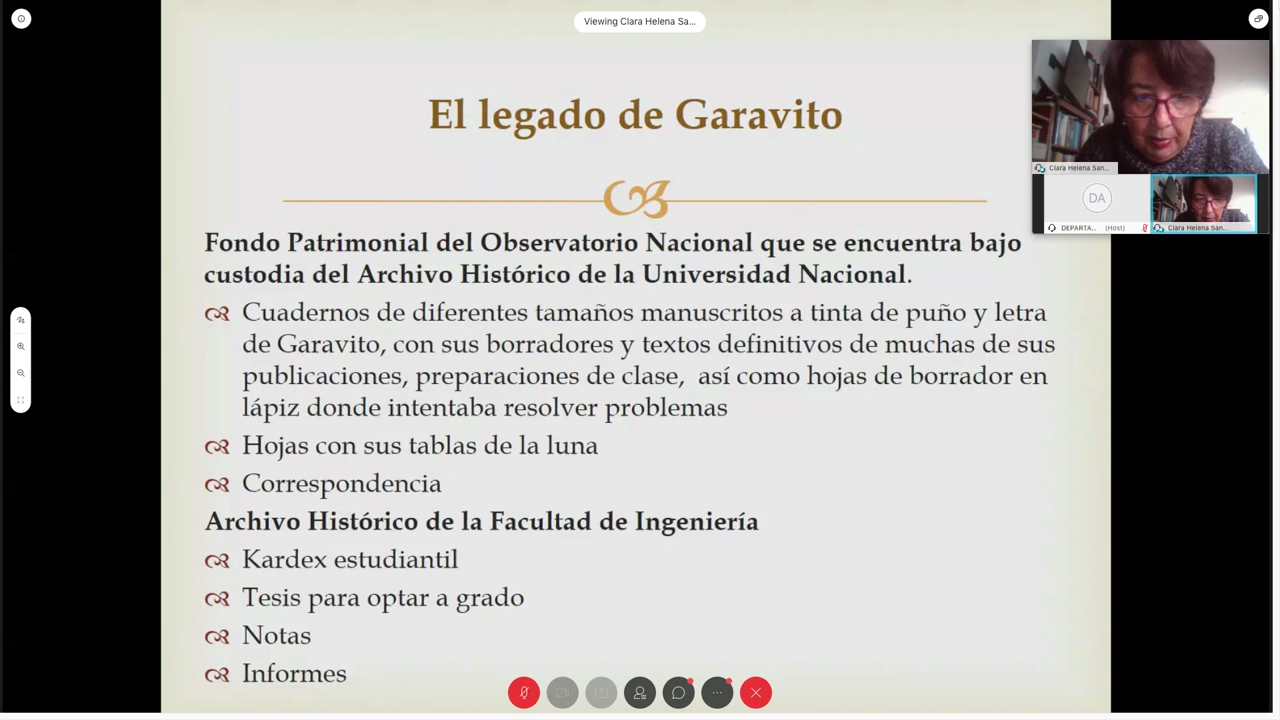 Viewing Clara Helena Sa...
El legado de Garavito
Fondo Patrimonial del Observatorio Nacional que se encuentra bajo
custodia del Archivo Histórico de la Universidad Nacional.
Cuadernos de diferentes tamaños manuscritos a tinta de puño y letra
de Garavito, con sus borradores y textos definitivos de muchas de sus
publicaciones, preparaciones de clase, así como hojas de borrador en
lápiz donde intentaba resolver problemas
Hojas con sus tablas de la luna
Correspondencia
Archivo Histórico de la Facultad de Ingeniería
Kardex estudiantil
Tesis para optar a grado
Notas
Informes
Clara Helena San...
DA
DEPARTA... (Host)
Clara Helena San...